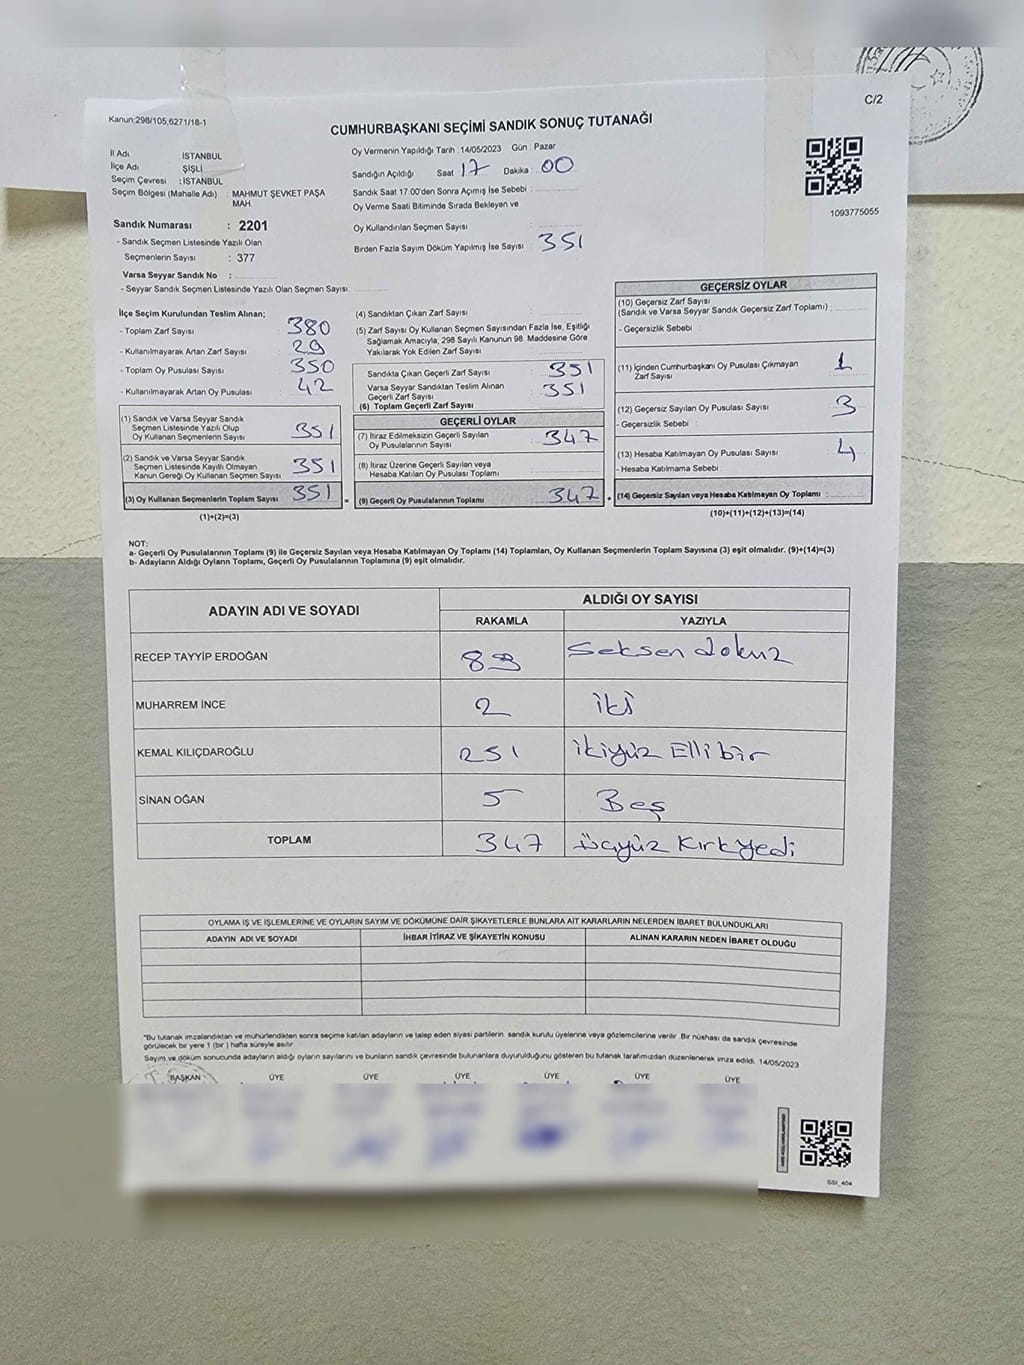 C/2
Kanun:298/105,6271/18-1
CUMHURBAŞKANI SEÇİMİ SANDIK SONUÇ TUTANAĞI
İl Adı : İSTANBUL
İlçe Adı : ŞİŞLİ
Seçim Çevresi : İSTANBUL
Seçim Bölgesi (Mahalle Adı) : MAHMUT ŞEVKET PAŞA MAH.
Sandık Numarası : 2201
- Sandık Seçmen Listesinde Yazılı Olan
Seçmenlerin Sayısı : 377
Varsa Seyyar Sandık No :
- Seyyar Sandık Seçmen Listesinde Yazılı Olan Seçmen Sayısı:
Oy Vermenin Yapıldığı Tarih : 14/05/2023 Gün : Pazar
Sandığın Açıldığı Saat 17 Dakika : 00
Sandık Saat 17.00'den Sonra Açımış İse Sebebi :
Oy Verme Saati Bitiminde Sırada Bekleyen ve
Oy Kullandırılan Seçmen Sayısı
Birden Fazla Sayım Döküm Yapılmış İse Sayısı 351
1093775055
İlçe Seçim Kurulundan Teslim Alınan;
- Toplam Zarf Sayısı 380
- Kullanılmayarak Artan Zarf Sayısı : 29
- Toplam Oy Pusulası Sayısı 350
- Kullanılmayarak Artan Oy Pusulası : 42
(1) Sandık ve Varsa Seyyar Sandık
Seçmen Listesinde Yazılı Olup
Oy Kullanan Seçmenlerin Sayısı 351
(2) Sandık ve Varsa Seyyar Sandık
Seçmen Listesinde Kayıtlı Olmayan
Kanun Gereği Oy Kullanan Seçmen Sayısı 351
(3) Oy Kullanan Seçmenlerin Toplam Sayısı 351 =
(1)+(2)=(3)
(4) Sandıktan Çıkan Zarf Sayısı
(5) Zarf Sayısı Oy Kullanan Seçmen Sayısından Fazla İse, Eşitliği
Sağlamak Amacıyla, 298 Sayılı Kanunun 98. Maddesine Göre
Yakılarak Yok Edilen Zarf Sayısı
Sandıkta Çıkan Geçerli Zarf Sayısı 351
Varsa Seyyar Sandıktan Teslim Alınan
Geçerli Zarf Sayısı 351
(6) Toplam Geçerli Zarf Sayısı
GEÇERLİ OYLAR
(7) İtiraz Edilmeksizin Geçerli Sayılan
Oy Pusulalarının Sayısı 347
(8) İtiraz Üzerine Geçerli Sayılan veya
Hesaba Katılan Oy Pusulası Toplamı
(9) Geçerli Oy Pusulalarının Toplamı 347 +
GEÇERSİZ OYLAR
(10) Geçersiz Zarf Sayısı
(Sandık ve Varsa Seyyar Sandık Geçersiz Zarf Toplamı) :
- Geçersizlik Sebebi :
(11) İçinden Cumhurbaşkanı Oy Pusulası Çıkmayan
Zarf Sayısı 1
(12) Geçersiz Sayılan Oy Pusulası Sayısı 3
- Geçersizlik Sebebi
(13) Hesaba Katılmayan Oy Pusulası Sayısı 4
- Hesaba Katılmama Sebebi
(14) Geçersiz Sayılan veya Hesaba Katılmayan Oy Toplamı :
(10)+(11)+(12)+(13)=(14)
NOT:
a- Geçerli Oy Pusulalarının Toplamı (9) ile Geçersiz Sayılan veya Hesaba Katılmayan Oy Toplamı (14) Toplamları, Oy Kullanan Seçmenlerin Toplam Sayısına (3) eşit olmalıdır. (9)+(14)=(3)
b- Adayların Aldığı Oyların Toplamı, Geçerli Oy Pusulalarının Toplamına (9) eşit olmalıdır.
ADAYIN ADI VE SOYADI ALDIĞI OY SAYISI
RAKAMLA YAZIYLA
RECEP TAYYİP ERDOĞAN 89 Seksen dokuz
MUHARREM İNCE 2 iki
KEMAL KILIÇDAROĞLU 251 ikiyüz Ellibir
SİNAN OĞAN 5 Beş
TOPLAM 347 üçyüz Kırkyedi
OYLAMA İŞ VE İŞLEMLERİNE VE OYLARIN SAYIM VE DÖKÜMÜNE DAİR ŞİKAYETLERLE BUNLARA AİT KARARLARIN NELERDEN İBARET BULUNDUKLARI
ADAYIN ADI VE SOYADI İHBAR İTİRAZ VE ŞİKAYETİN KONUSU ALINAN KARARIN NEDEN İBARET OLDUĞU
*Bu tutanak imzalandıktan ve mühürlendikten sonra seçime katılan adayların ve talep eden siyasi partilerin sandık kurulu üyelerine veya gözlemcilerine verilir. Bir nüshası da sandık çevresinde
görülecek bir yere 1 (bir) hafta süreyle asılır.
Sayım ve döküm sonucunda adayların aldığı oyların sayılarını ve bunların sandık çevresinde bulunanlara duyurulduğunu gösteren bu tutanak tarafımızdan düzenlenerek imza edildi. 14/05/2023
BAŞKAN ÜYE ÜYE ÜYE ÜYE ÜYE ÜYE
SSI_404